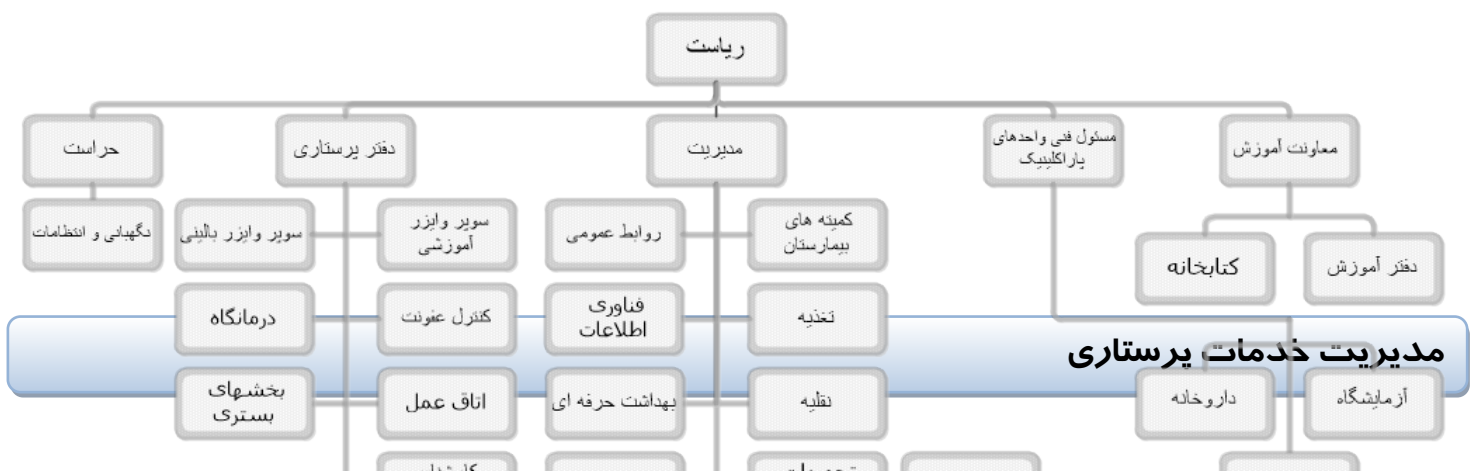 ریاست
معاونت آموزش
مسئول فنی واحدهای
پاراکلینیک
مدیریت
دفتر پرستاری
حراست
کمیته های
بیمارستان
روابط عمومی
سوپر وایزر
آموزشی
سوپر وایزر بالینی
نگهبانی و انتظامات
دفتر آموزش
کتابخانه
تغذیه
فناوری
اطلاعات
کنترل عفونت
درمانگاه
مدیریت خدمات پرستاری
آزمایشگاه
داروخانه
نقلیه
بهداشت حرفه ای
اتاق عمل
بخشهای
بستری